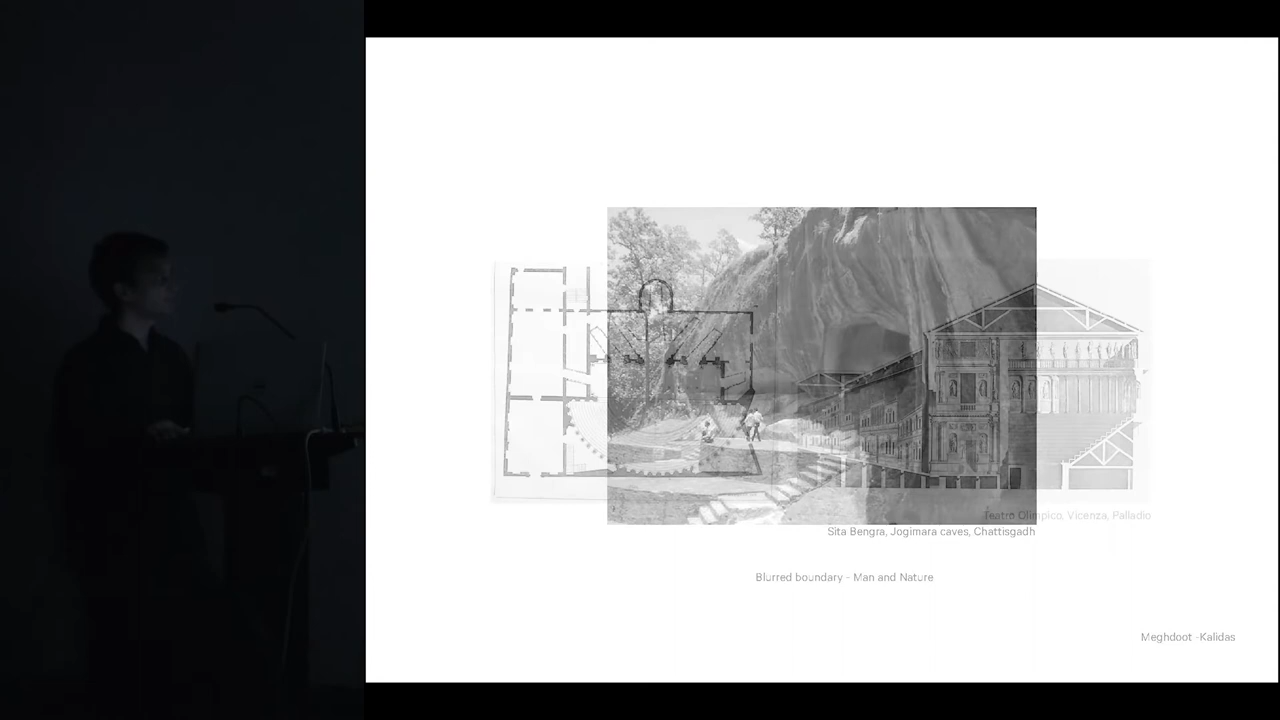 Teatro Olimpico, Vicenza, Palladio
Sita Bengra, Jogimara caves, Chattisgadh
Blurred boundary - Man and Nature
Meghdoot -Kalidas